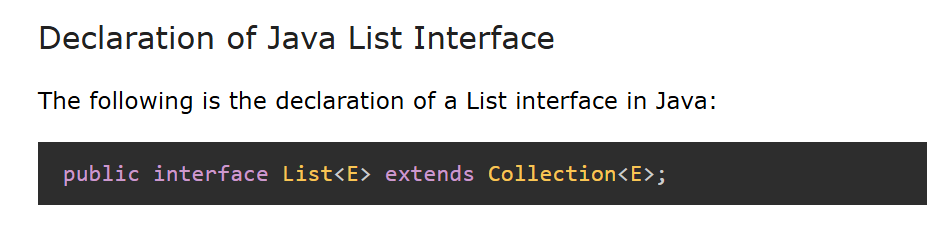 Declaration of Java List Interface
The following is the declaration of a List interface in Java:
public interface List<E> extends Collection<E>;